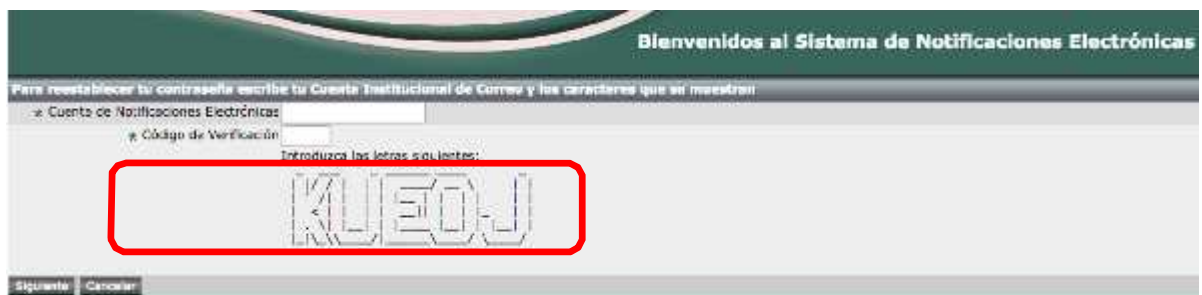 Bienvenidos al Sistema de Notificaciones Electrónicas
Para reestablecer tu contraseña escribe tu Cuenta Institucional de Correo y los caracteres que se muestran
* Cuenta de Notificaciones Electrónicas
* Código de Verificación
Introduzca las letras siguientes:
KUEOJ
Siguiente Cancelar